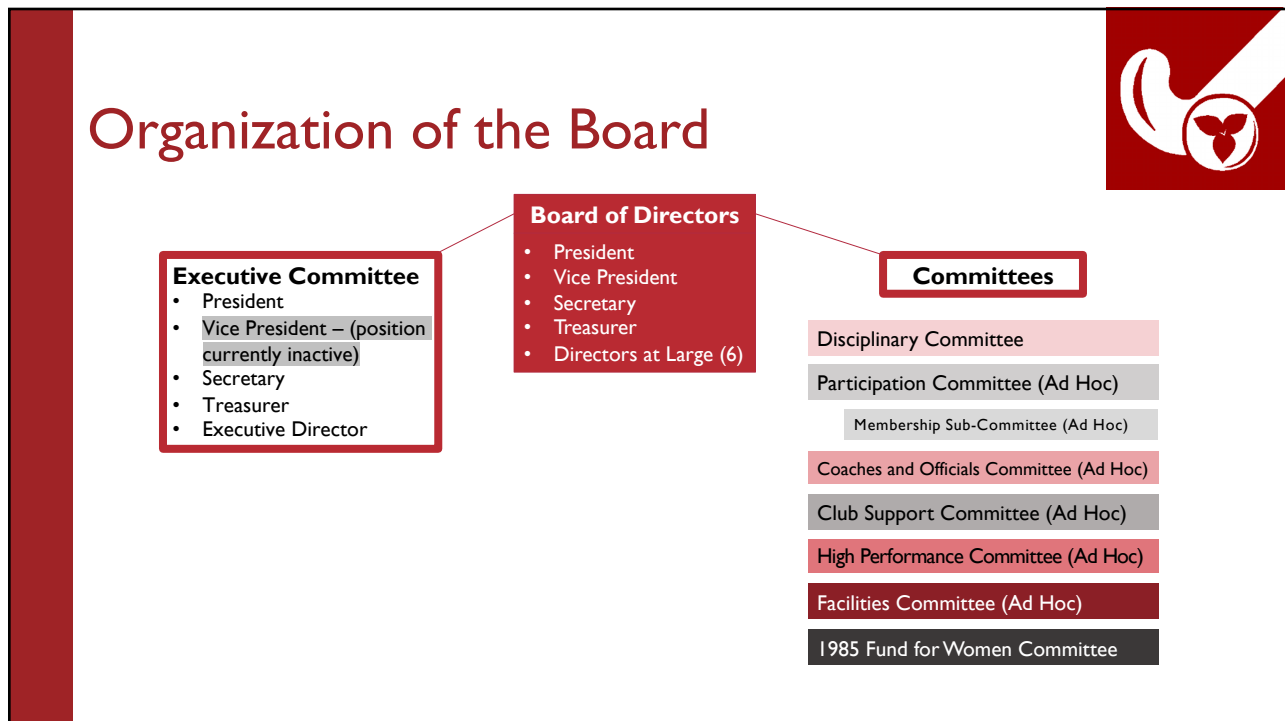 Organization of the Board
Board of Directors
• President
• Vice President
• Secretary
• Treasurer
• Directors at Large (6)
Executive Committee
• President
• Vice President – (position
currently inactive)
• Secretary
• Treasurer
• Executive Director
Committees
Disciplinary Committee
Participation Committee (Ad Hoc)
Membership Sub-Committee (Ad Hoc)
Coaches and Officials Committee (Ad Hoc)
Club Support Committee (Ad Hoc)
High Performance Committee (Ad Hoc)
Facilities Committee (Ad Hoc)
1985 Fund for Women Committee